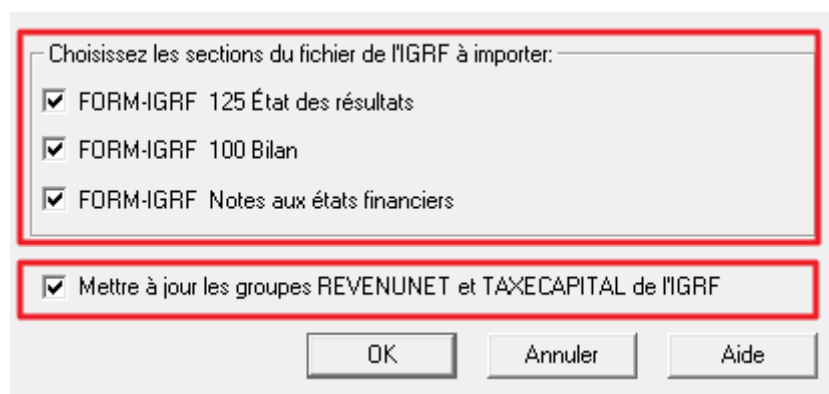 Choisissez les sections du fichier de l'IGRF à importer:
FORM-IGRF 125 État des résultats
FORM-IGRF 100 Bilan
FORM-IGRF Notes aux états financiers
Mettre à jour les groupes REVENUNET et TAXECAPITAL de l'IGRF
OK Annuler Aide